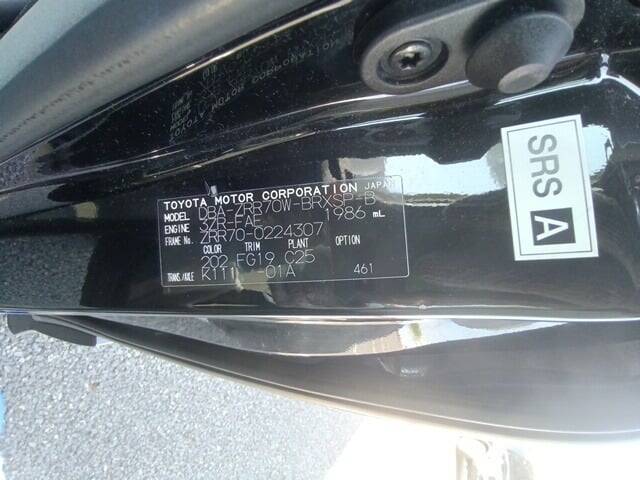 TOYOTA MOTOR CORPORATION JAPAN
MODEL DBA-ZRR70W-BRXSP-B
ENGINE 3ZR-FAE 1986 mL
FRAME No. ZRR70-0224307
COLOR TRIM PLANT OPTION
202 FG19 C25
TRANS./AXLE K111 -01A 461
SRS A